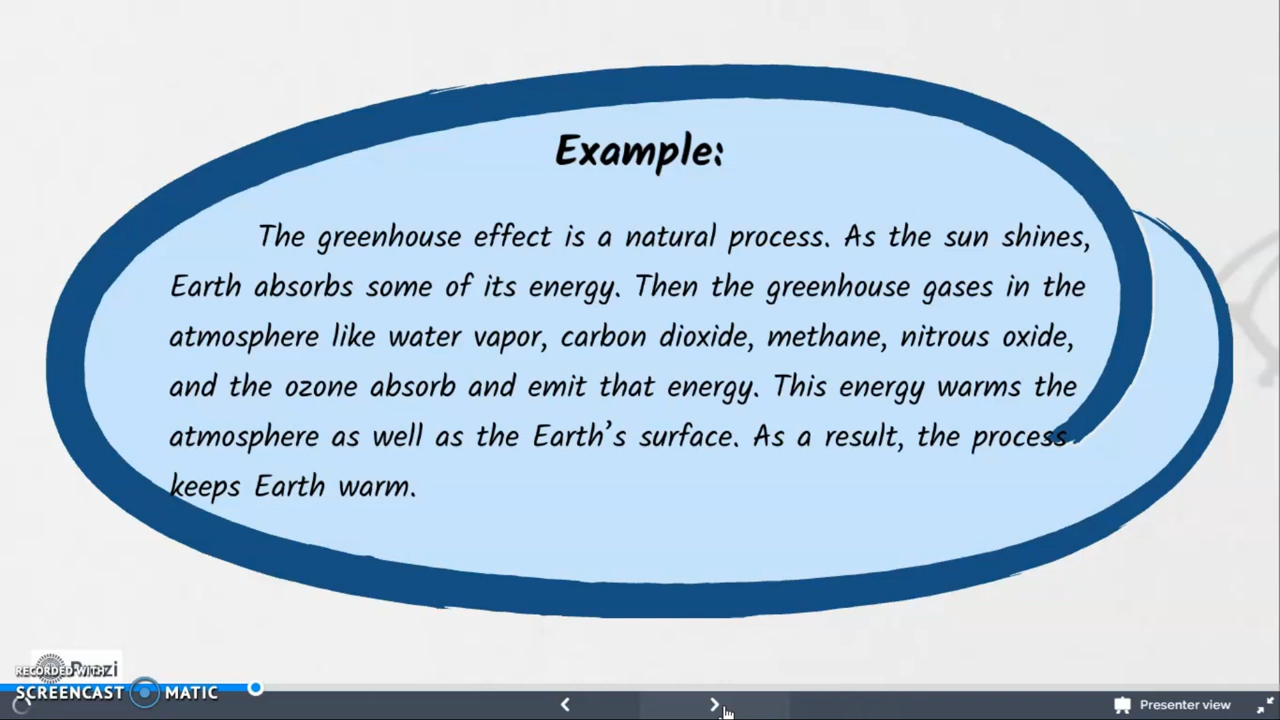 Example:
The greenhouse effect is a natural process. As the sun shines,
Earth absorbs some of its energy. Then the greenhouse gases in the
atmosphere like water vapor, carbon dioxide, methane, nitrous oxide,
and the ozone absorb and emit that energy. This energy warms the
atmosphere as well as the Earth's surface. As a result, the process
keeps Earth warm.
RECORDED WITH
SCREENCAST MATIC
Presenter view